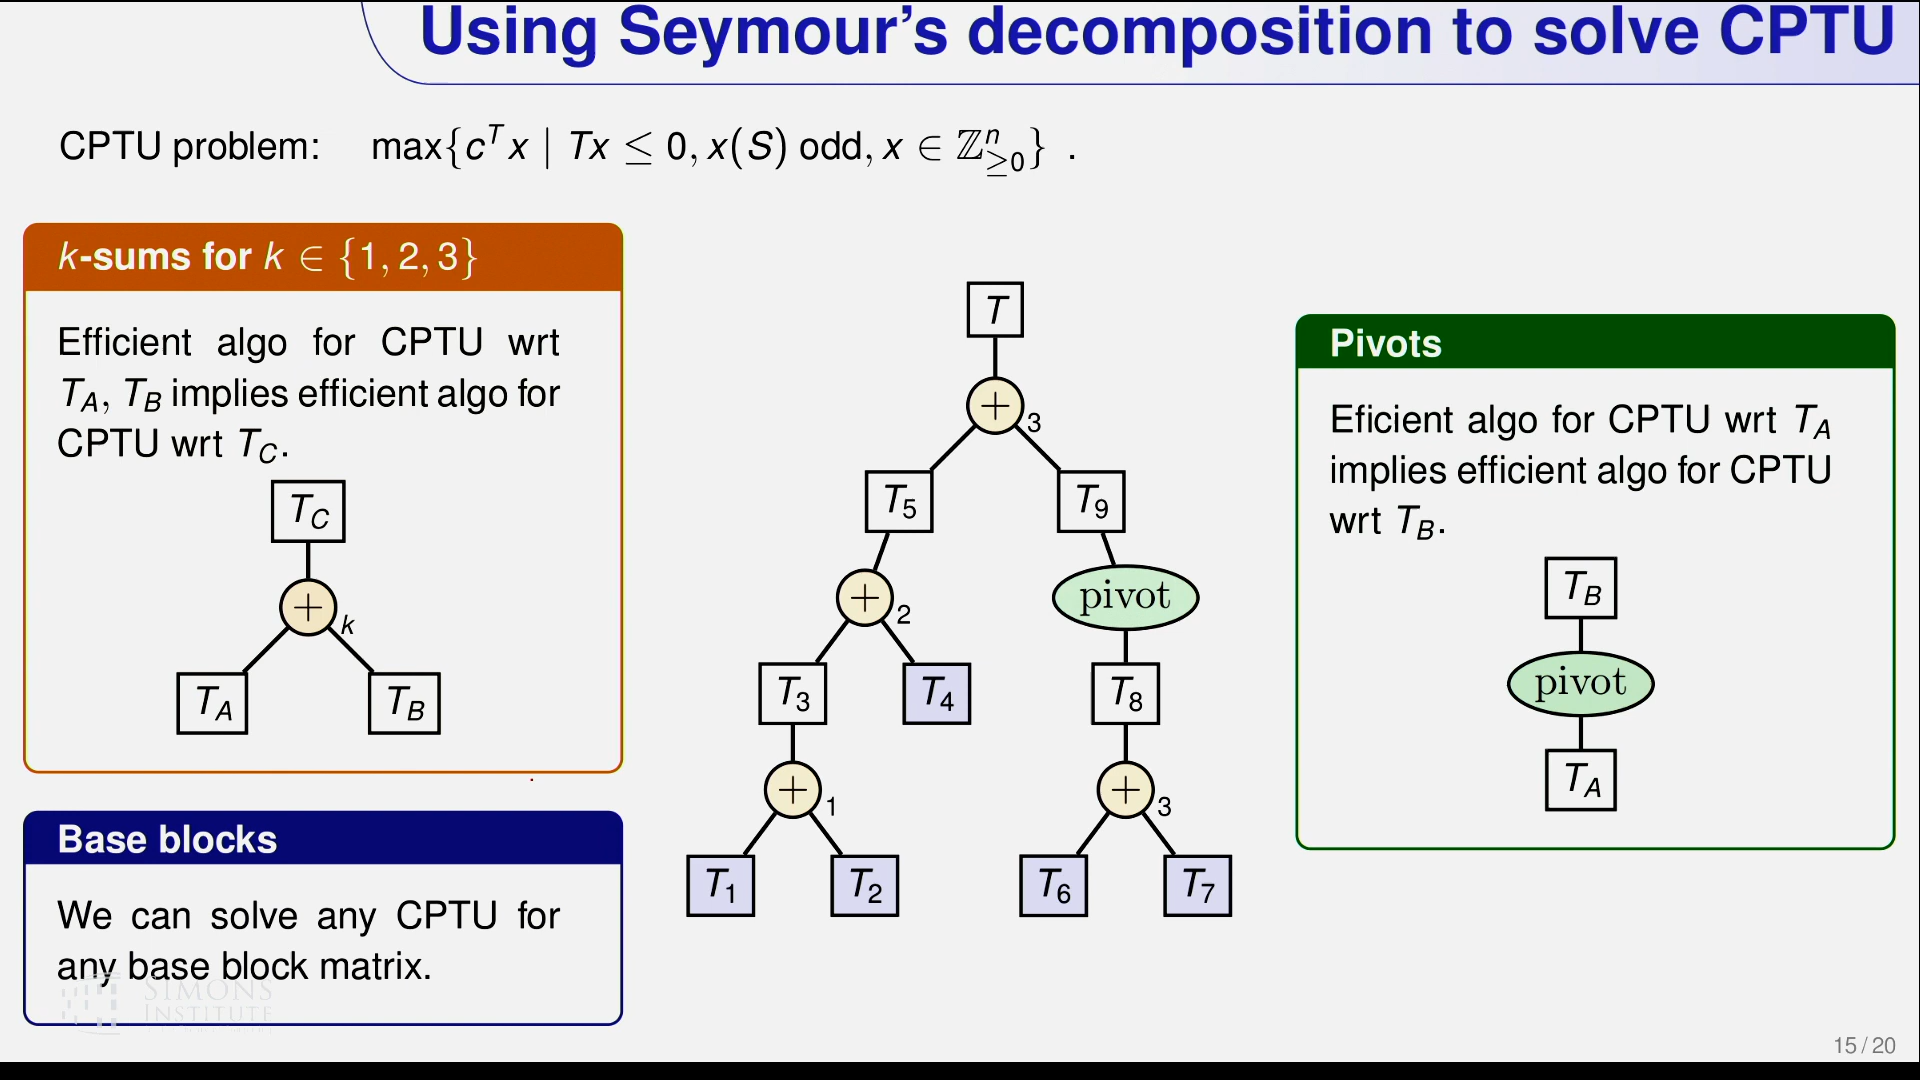 Using Seymour's decomposition to solve CPTU
CPTU problem: max{cᵀx | Tx ≤ 0, x(S) odd, x ∈ ℤⁿ≥0} .
k-sums for k ∈ {1, 2, 3}
Efficient algo for CPTU wrt
T_A, T_B implies efficient algo for
CPTU wrt T_C.
T_C
+ k
T_A T_B
Base blocks
We can solve any CPTU for
any base block matrix.
SIMONS
INSTITUTE
T
+ 3
T_5 T_9
+ 2 pivot
T_3 T_4 T_8
+ 1 + 3
T_1 T_2 T_6 T_7
Pivots
Eficient algo for CPTU wrt T_A
implies efficient algo for CPTU
wrt T_B.
T_B
pivot
T_A
15 / 20